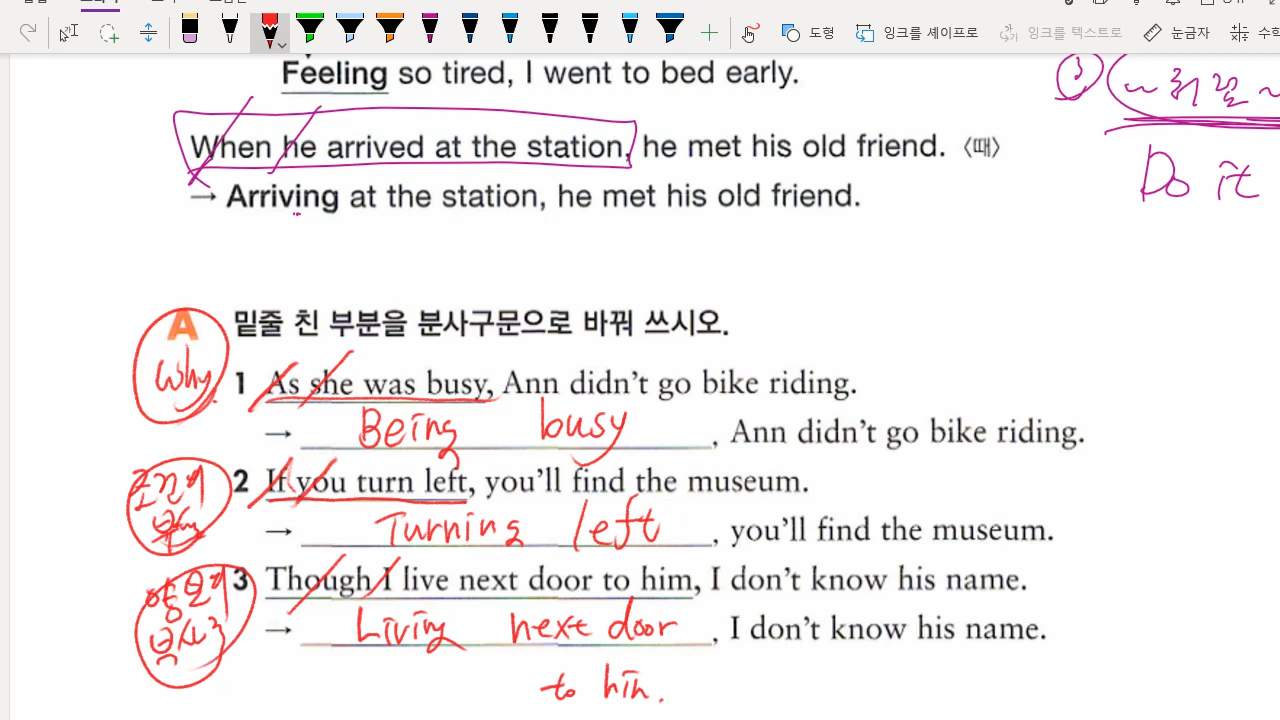 도형 잉크를 셰이프로 잉크를 텍스트로 눈금자 수학
Feeling so tired, I went to bed early.
When he arrived at the station, he met his old friend. 〈때〉
→ Arriving at the station, he met his old friend.
Do it
A 밑줄 친 부분을 분사구문으로 바꿔 쓰시오.
Why
1 As she was busy, Ann didn't go bike riding.
→ Being busy, Ann didn't go bike riding.
2 If you turn left, you'll find the museum.
→ Turning left, you'll find the museum.
3 Though I live next door to him, I don't know his name.
→ Living next door, I don't know his name.
to him.